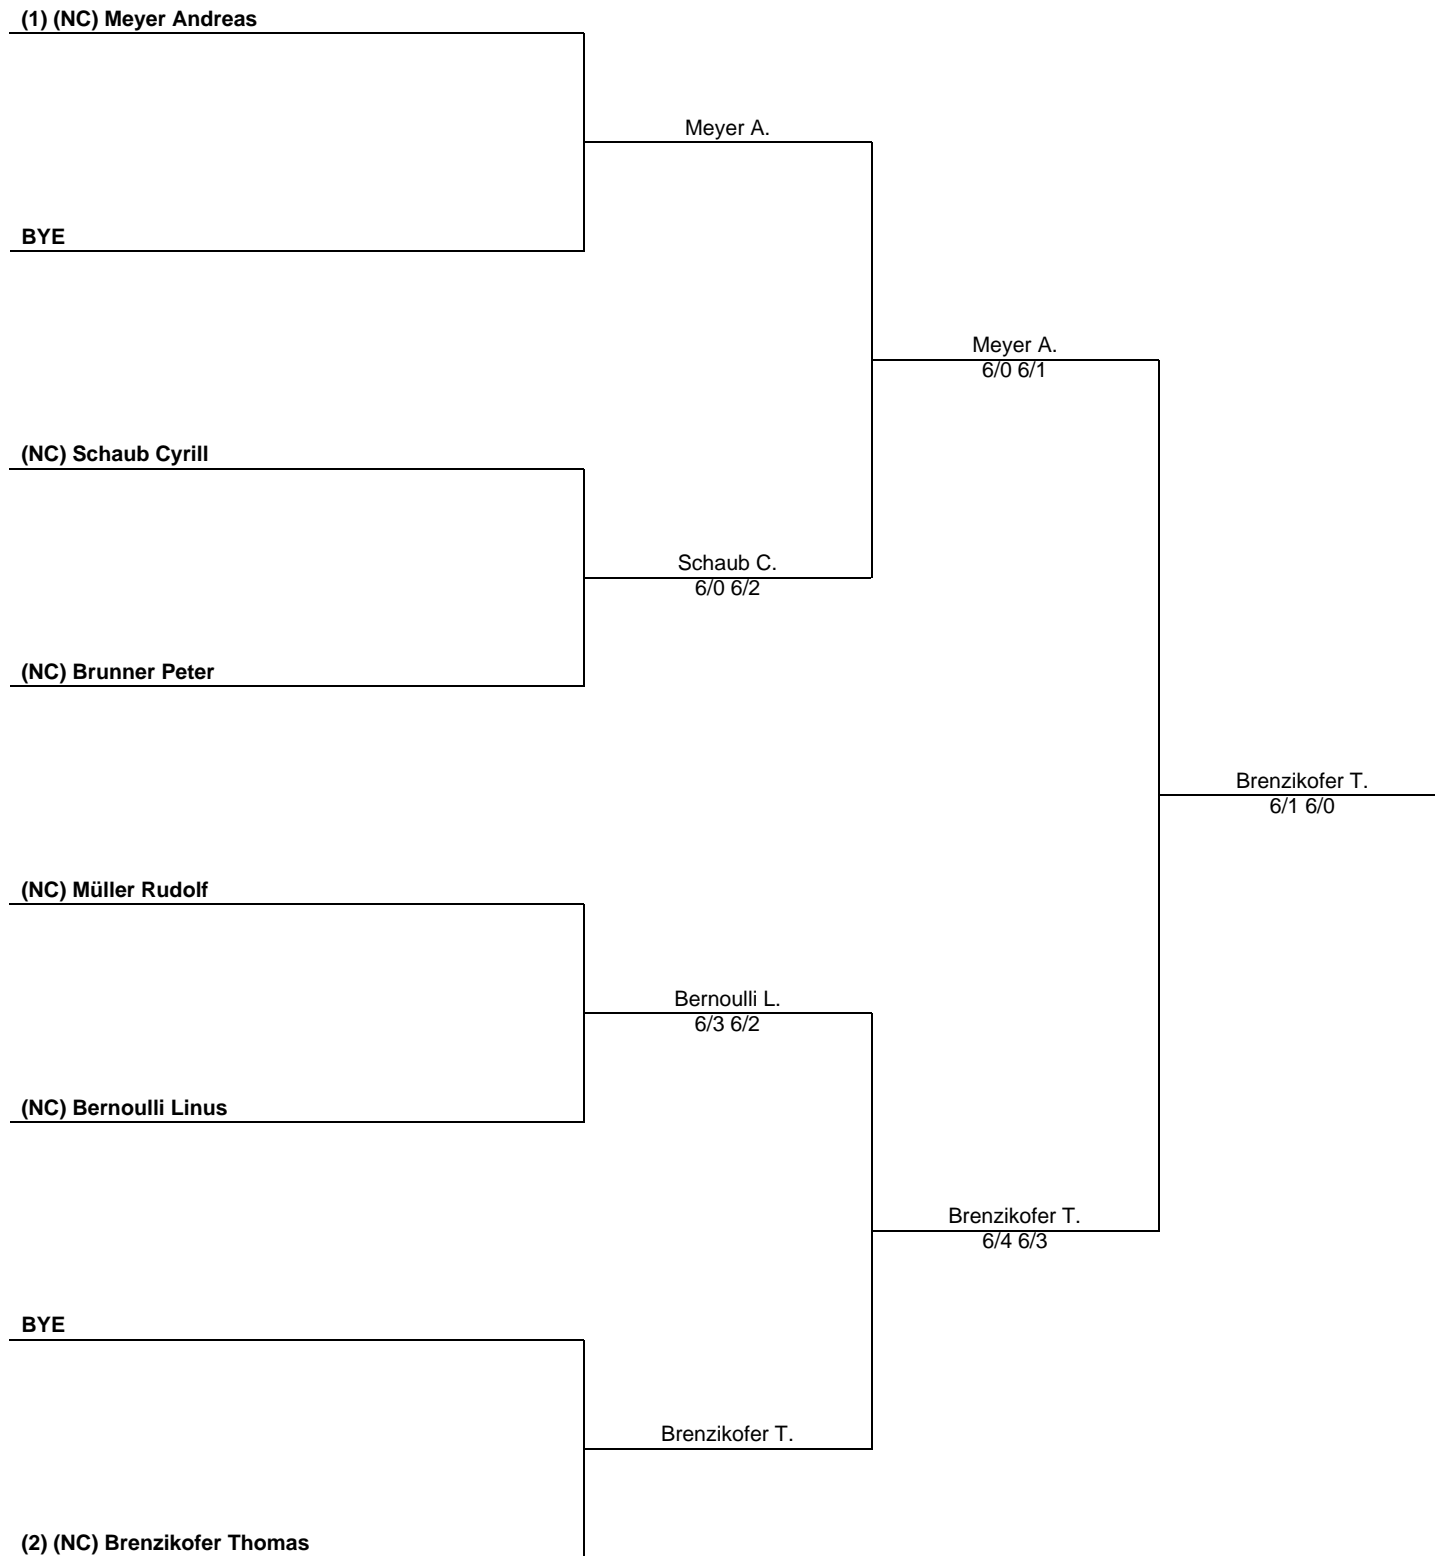 (1) (NC) Meyer Andreas
Meyer A.
BYE
Meyer A.
6/0 6/1
(NC) Schaub Cyrill
Schaub C.
6/0 6/2
(NC) Brunner Peter
Brenzikofer T.
6/1 6/0
(NC) Müller Rudolf
Bernoulli L.
6/3 6/2
(NC) Bernoulli Linus
Brenzikofer T.
6/4 6/3
BYE
Brenzikofer T.
(2) (NC) Brenzikofer Thomas